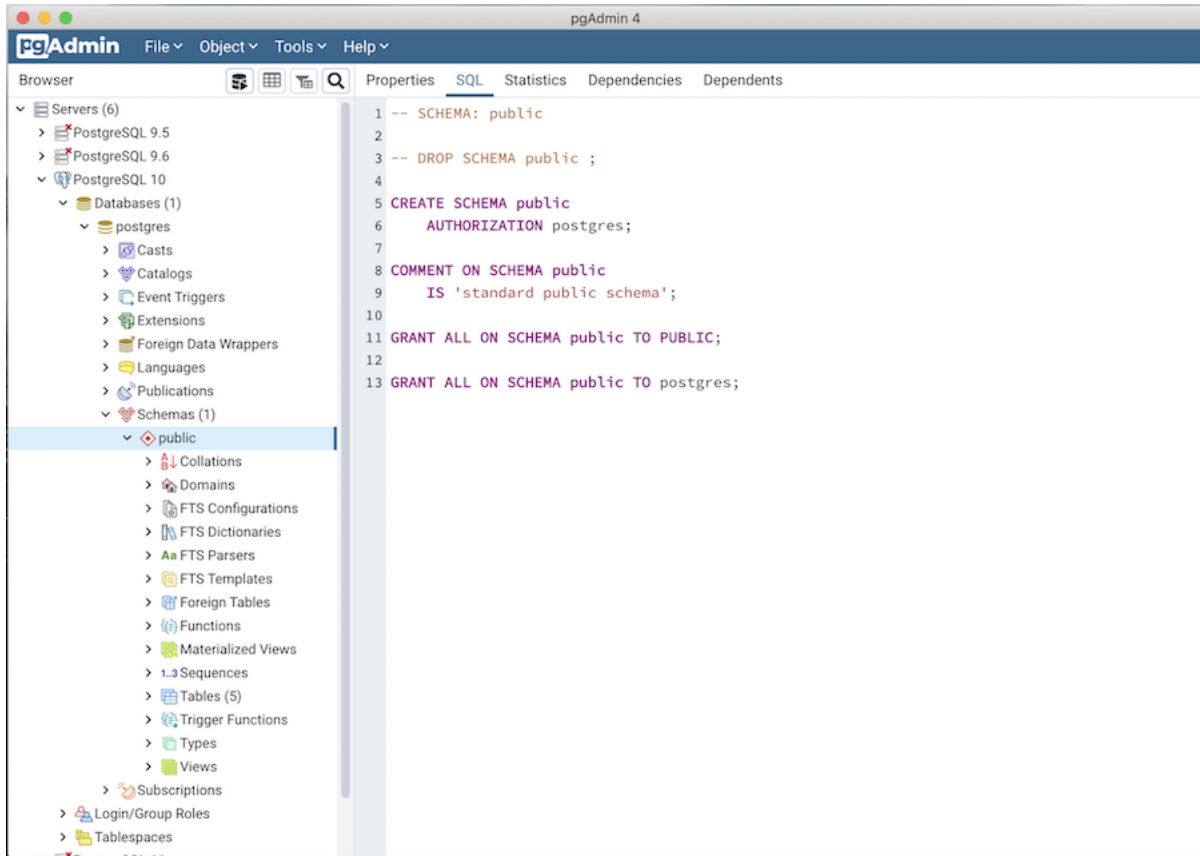 pgAdmin 4
pgAdmin File Object Tools Help
Browser
Properties SQL Statistics Dependencies Dependents
Servers (6)
PostgreSQL 9.5
PostgreSQL 9.6
PostgreSQL 10
Databases (1)
postgres
Casts
Catalogs
Event Triggers
Extensions
Foreign Data Wrappers
Languages
Publications
Schemas (1)
public
Collations
Domains
FTS Configurations
FTS Dictionaries
Aa FTS Parsers
FTS Templates
Foreign Tables
Functions
Materialized Views
1..3 Sequences
Tables (5)
Trigger Functions
Types
Views
Subscriptions
Login/Group Roles
Tablespaces
1 -- SCHEMA: public
2
3 -- DROP SCHEMA public ;
4
5 CREATE SCHEMA public
6 AUTHORIZATION postgres;
7
8 COMMENT ON SCHEMA public
9 IS 'standard public schema';
10
11 GRANT ALL ON SCHEMA public TO PUBLIC;
12
13 GRANT ALL ON SCHEMA public TO postgres;